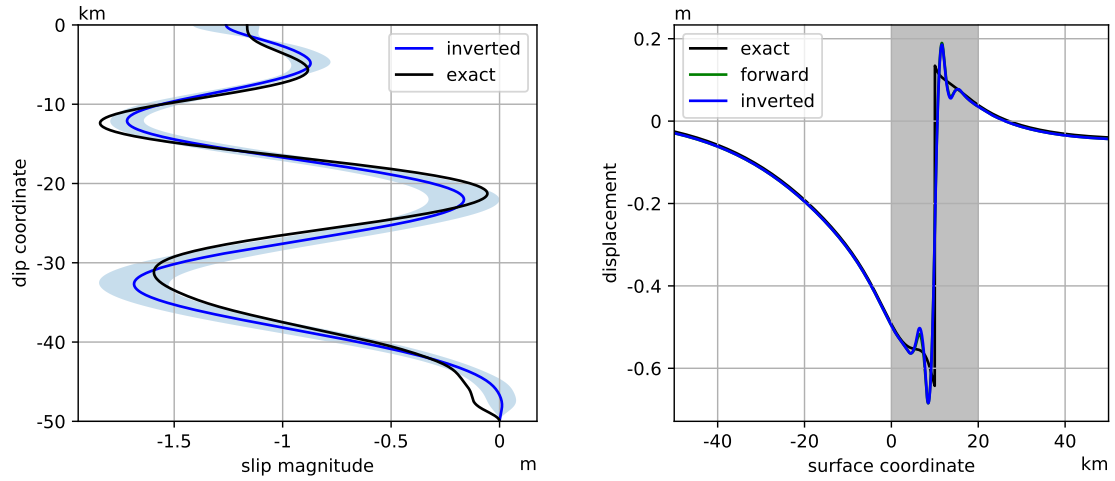 km
0
-10
-20
-30
-40
-50
dip coordinate
inverted
exact
-1.5
-1
-0.5
0
slip magnitude
m
m
0.2
0
-0.2
-0.4
-0.6
displacement
exact
forward
inverted
-40
-20
0
20
40
surface coordinate
km